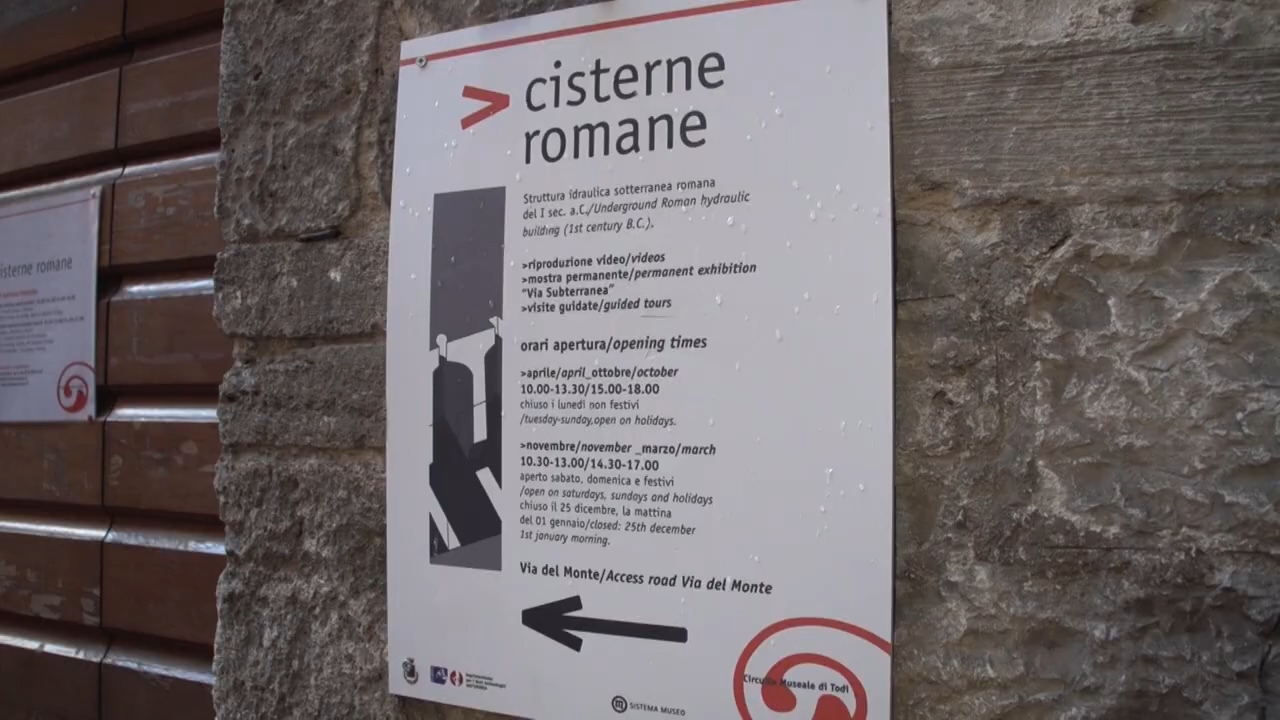 > cisterne
romane
Struttura idraulica sotterranea romana
del I sec. a.C./Underground Roman hydraulic
building (1st century B.C.).
>riproduzione video/videos
>mostra permanente/permanent exhibition
"Via Subterranea"
>visite guidate/guided tours
orari apertura/opening times
>aprile/april_ottobre/october
10.00-13.30/15.00-18.00
chiuso i lunedì non festivi
/tuesday-sunday,open on holidays.
>novembre/november _marzo/march
10.30-13.00/14.30-17.00
aperto sabato, domenica e festivi
/open on saturdays, sundays and holidays
chiuso il 25 dicembre, la mattina
del 01 gennaio/closed: 25th december
1st january morning.
Via del Monte/Access road Via del Monte
Circuito Museale di Todi
SISTEMA MUSEO
cisterne romane